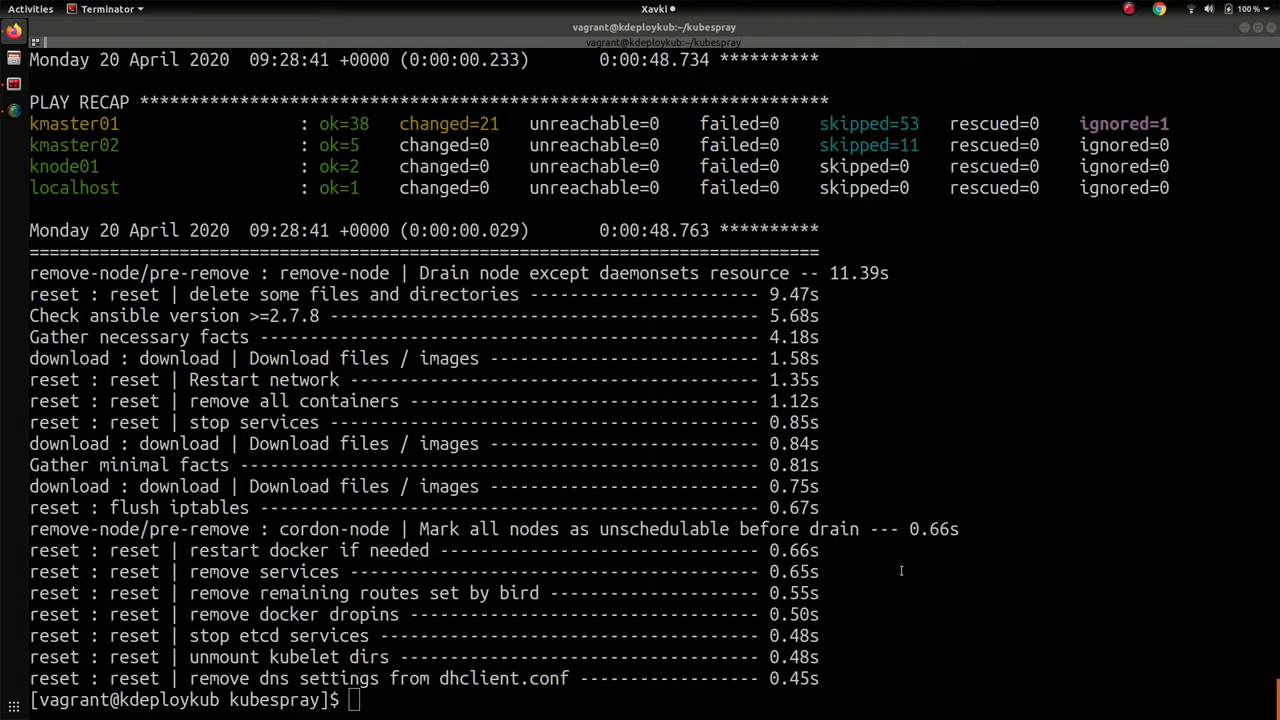 Activities Terminator Xavki 100 %
vagrant@kdeploykub:~/kubespray
vagrant@kdeploykub:~/kubespray
Monday 20 April 2020  09:28:41 +0000 (0:00:00.233)       0:00:48.734 **********
PLAY RECAP *********************************************************************
kmaster01                  : ok=38   changed=21   unreachable=0    failed=0    skipped=53   rescued=0    ignored=1
kmaster02                  : ok=5    changed=0    unreachable=0    failed=0    skipped=11   rescued=0    ignored=0
knode01                    : ok=2    changed=0    unreachable=0    failed=0    skipped=0    rescued=0    ignored=0
localhost                  : ok=1    changed=0    unreachable=0    failed=0    skipped=0    rescued=0    ignored=0
Monday 20 April 2020  09:28:41 +0000 (0:00:00.029)       0:00:48.763 **********
===============================================================================
remove-node/pre-remove : remove-node | Drain node except daemonsets resource -- 11.39s
reset : reset | delete some files and directories ----------------------- 9.47s
Check ansible version >=2.7.8 ------------------------------------------- 5.68s
Gather necessary facts -------------------------------------------------- 4.18s
download : download | Download files / images --------------------------- 1.58s
reset : reset | Restart network ----------------------------------------- 1.35s
reset : reset | remove all containers ----------------------------------- 1.12s
reset : reset | stop services ------------------------------------------- 0.85s
download : download | Download files / images --------------------------- 0.84s
Gather minimal facts ---------------------------------------------------- 0.81s
download : download | Download files / images --------------------------- 0.75s
reset : flush iptables -------------------------------------------------- 0.67s
remove-node/pre-remove : cordon-node | Mark all nodes as unschedulable before drain --- 0.66s
reset : reset | restart docker if needed -------------------------------- 0.66s
reset : reset | remove services ----------------------------------------- 0.65s
reset : reset | remove remaining routes set by bird --------------------- 0.55s
reset : reset | remove docker dropins ----------------------------------- 0.50s
reset : reset | stop etcd services -------------------------------------- 0.48s
reset : reset | unmount kubelet dirs ------------------------------------ 0.48s
reset : reset | remove dns settings from dhclient.conf ------------------ 0.45s
[vagrant@kdeploykub kubespray]$